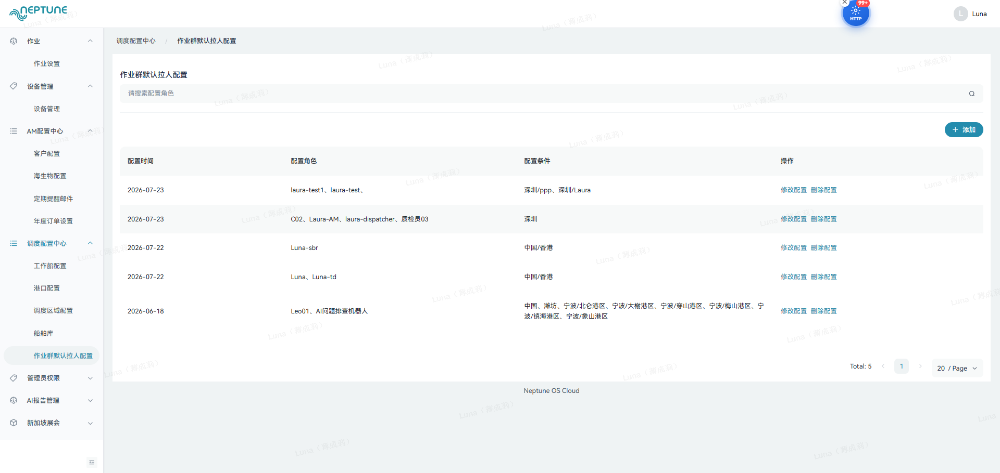 NEPTUNE
99+
HTTP
L
Luna
作业
作业设置
设备管理
设备管理
AM配置中心
客户配置
海生物配置
定期提醒邮件
年度订单设置
调度配置中心
工作船配置
港口配置
调度区域配置
船舶库
作业群默认拉人配置
管理员权限
AI报告管理
新加坡展会
调度配置中心 / 作业群默认拉人配置
作业群默认拉人配置
请搜索配置角色
添加
配置时间 配置角色 配置条件 操作
2026-07-23 laura-test1、laura-test、 深圳/ppp、深圳/Laura 修改配置 删除配置
2026-07-23 C02、Laura-AM、laura-dispatcher、质检员03 深圳 修改配置 删除配置
2026-07-22 Luna-sbr 中国/香港 修改配置 删除配置
2026-07-22 Luna、Luna-td 中国/香港 修改配置 删除配置
2026-06-18 Leo01、AI问题排查机器人 中国、潍坊、宁波/北仑港区、宁波/大榭港区、宁波/穿山港区、宁波/梅山港区、宁 修改配置 删除配置
波/镇海港区、宁波/象山港区
Total: 5 1 20 / Page
Neptune OS Cloud